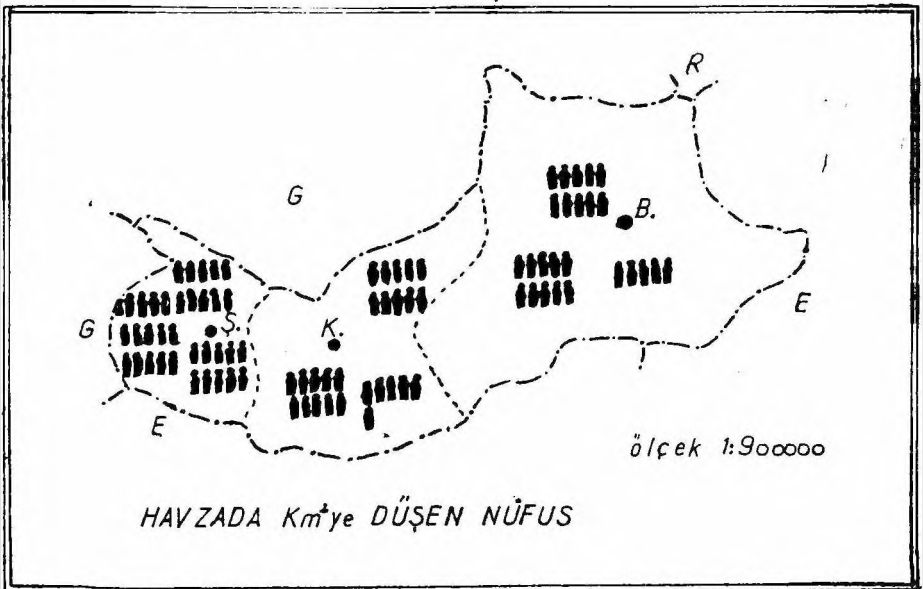 R
G
B.
G
Ş.
K.
E
E
ölçek 1:900000
HAVZADA Km²ye DÜŞEN NÜFUS